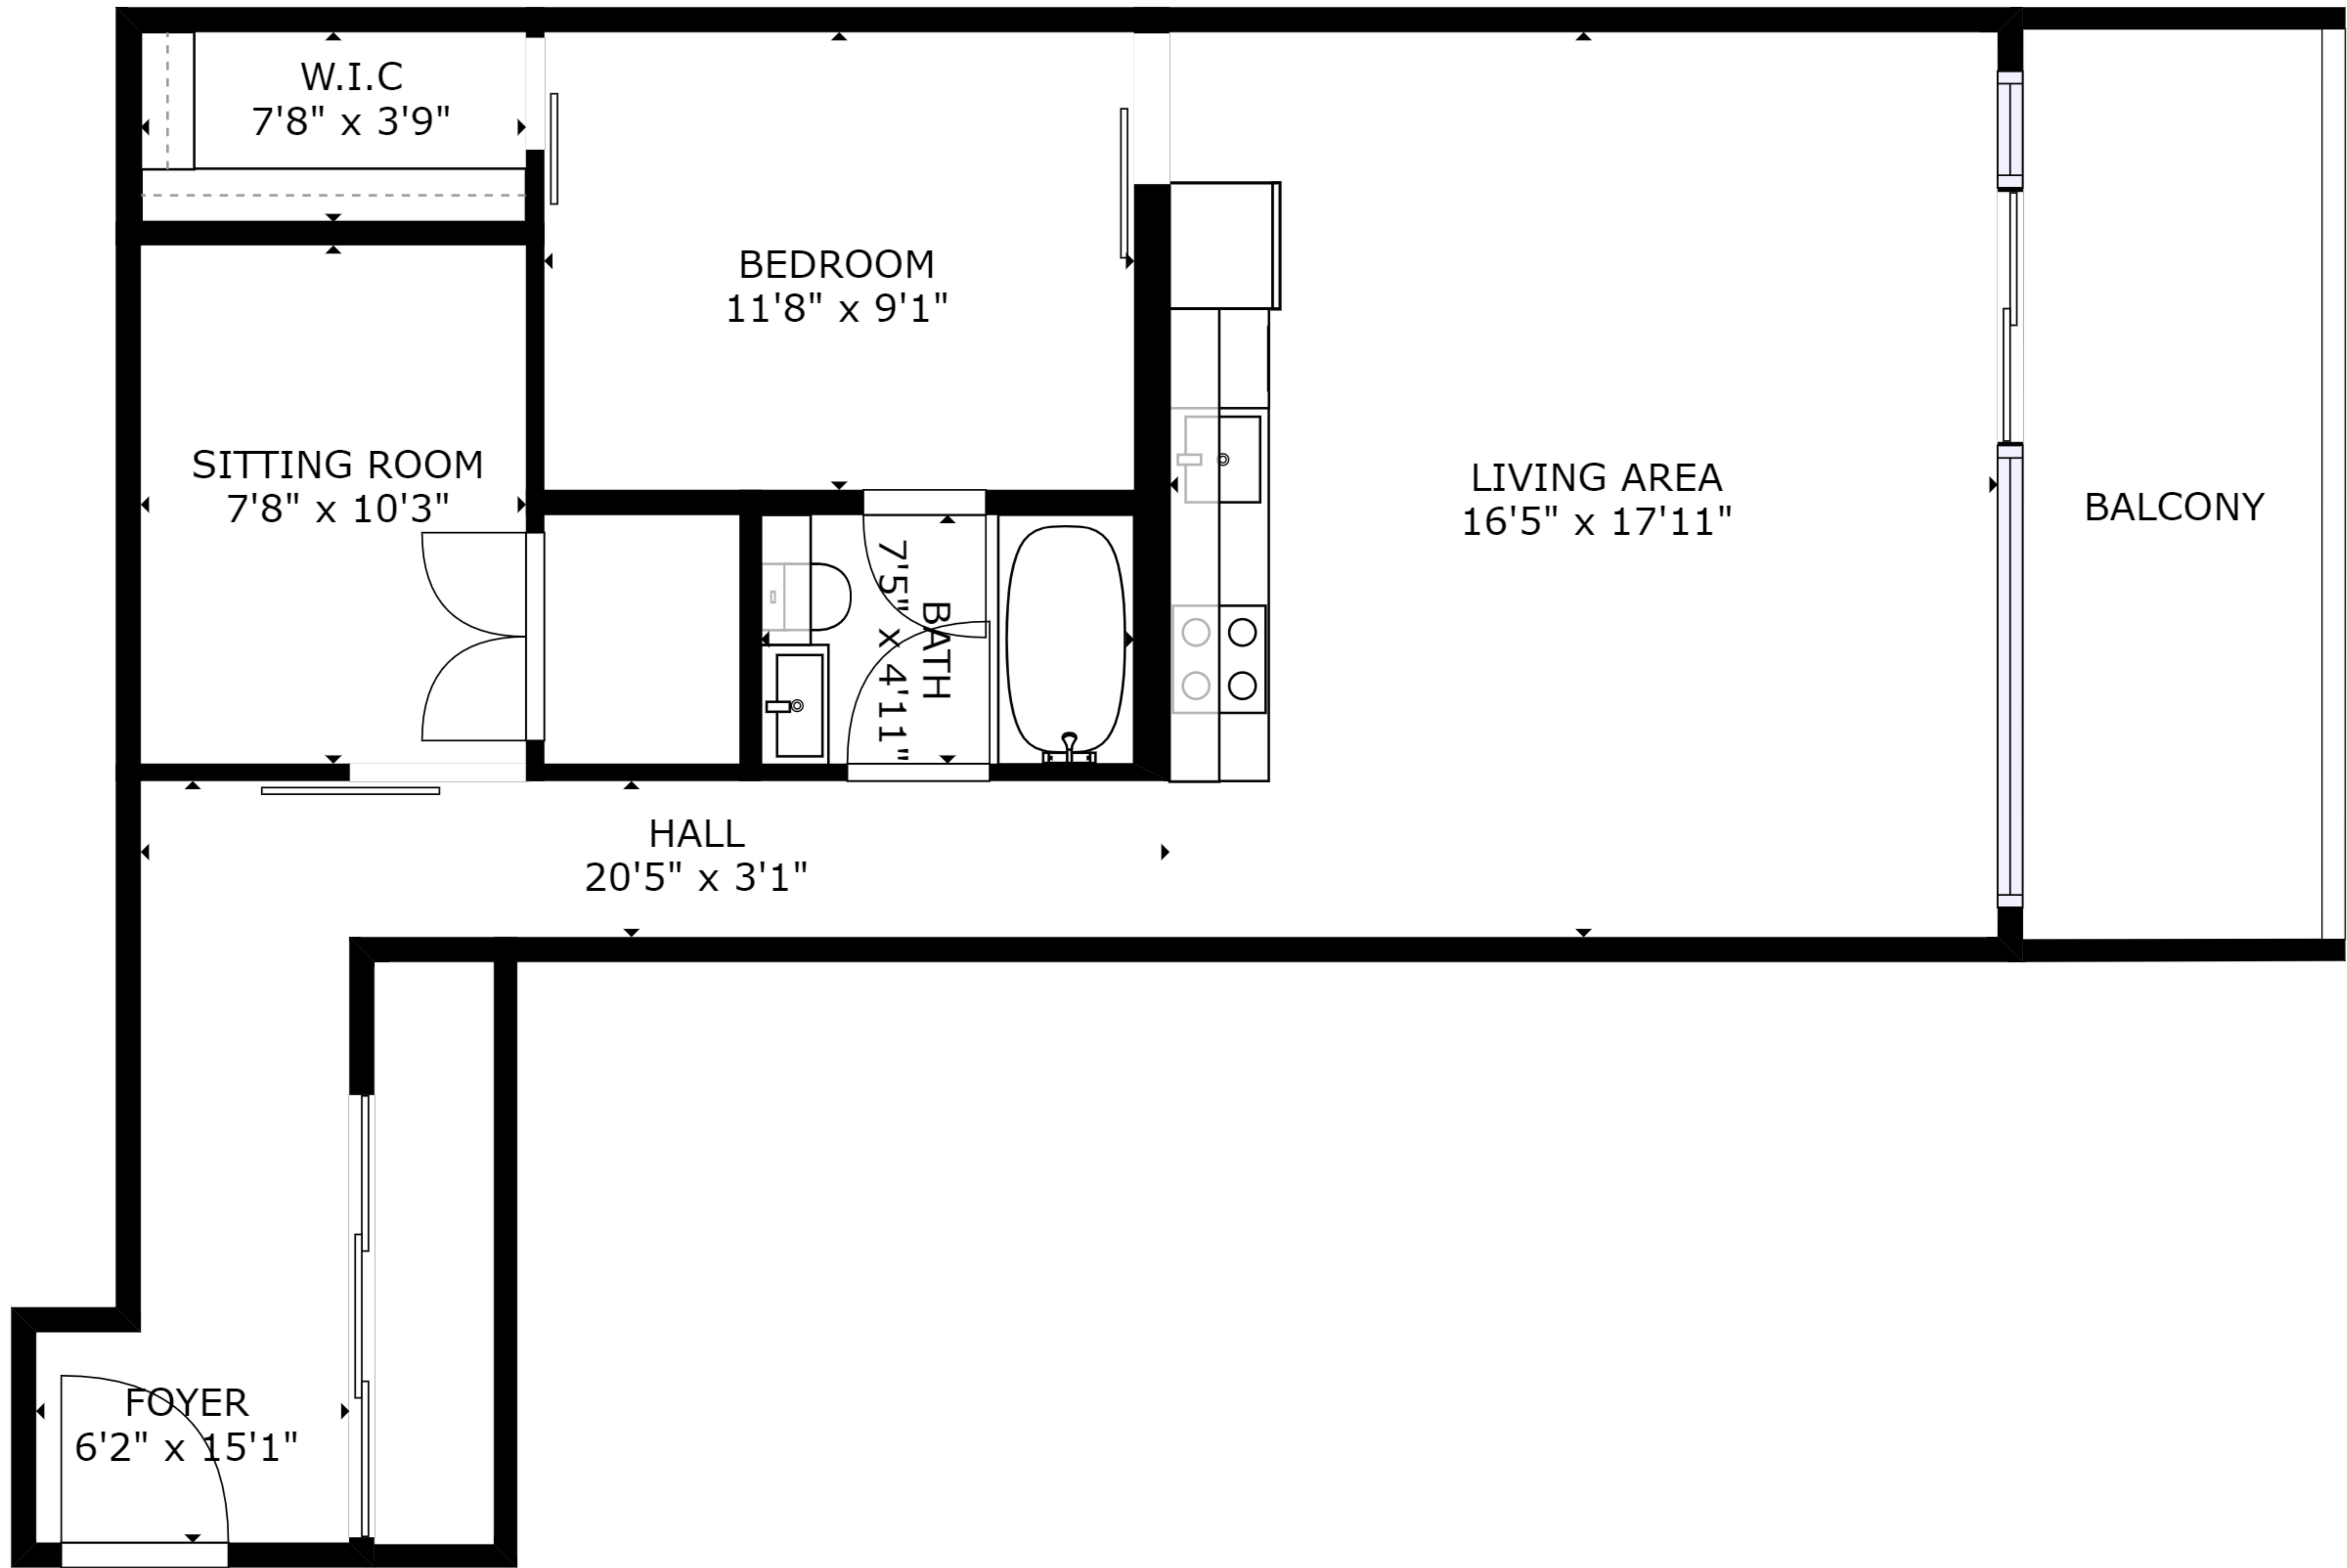 W.I.C
7'8" x 3'9"
BEDROOM
11'8" x 9'1"
SITTING ROOM
7'8" x 10'3"
LIVING AREA
16'5" x 17'11"
BALCONY
BATH
7'5" x 4'11"
HALL
20'5" x 3'1"
FOYER
6'2" x 15'1"